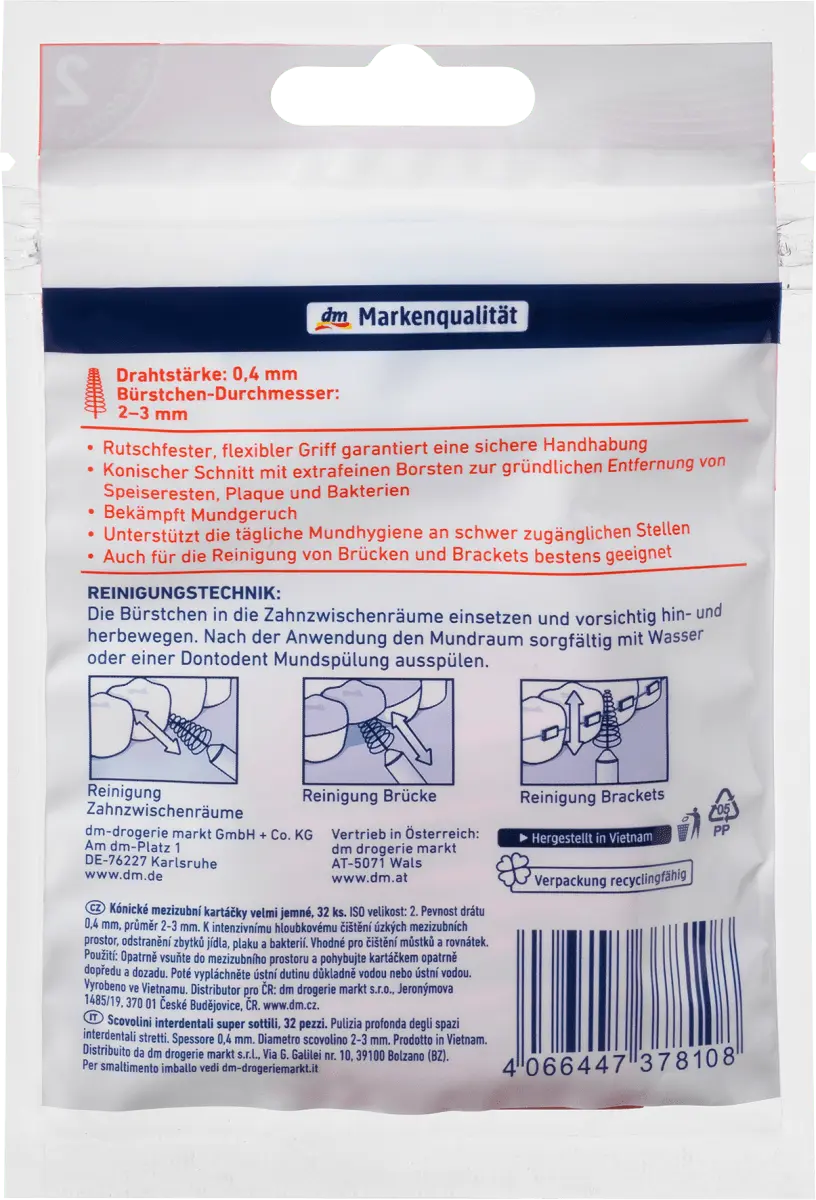 2
dm Markenqualität
Drahtstärke: 0,4 mm
Bürstchen-Durchmesser:
2–3 mm
• Rutschfester, flexibler Griff garantiert eine sichere Handhabung
• Konischer Schnitt mit extrafeinen Borsten zur gründlichen Entfernung von
Speiseresten, Plaque und Bakterien
• Bekämpft Mundgeruch
• Unterstützt die tägliche Mundhygiene an schwer zugänglichen Stellen
• Auch für die Reinigung von Brücken und Brackets bestens geeignet
REINIGUNGSTECHNIK:
Die Bürstchen in die Zahnzwischenräume einsetzen und vorsichtig hin- und
herbewegen. Nach der Anwendung den Mundraum sorgfältig mit Wasser
oder einer Dontodent Mundspülung ausspülen.
Reinigung
Zahnzwischenräume
Reinigung Brücke
Reinigung Brackets
dm-drogerie markt GmbH + Co. KG
Am dm-Platz 1
DE-76227 Karlsruhe
www.dm.de
Vertrieb in Österreich:
dm drogerie markt
AT-5071 Wals
www.dm.at
Hergestellt in Vietnam
05
PP
Verpackung recyclingfähig
CZ Kónické mezizubní kartáčky velmi jemné, 32 ks. ISO velikost: 2. Pevnost drátu
0,4 mm, průměr 2-3 mm. K intenzivnímu hloubkovému čištění úzkých mezizubních
prostor, odstranění zbytků jídla, plaku a bakterií. Vhodné pro čištění můstků a rovnátek.
Použití: Opatrně vsuňte do mezizubního prostoru a pohybujte kartáčkem opatrně
dopředu a dozadu. Poté vypláchněte ústní dutinu důkladně vodou nebo ústní vodou.
Vyrobeno ve Vietnamu. Distributor pro ČR: dm drogerie markt s.r.o., Jeronýmova
1485/19, 370 01 České Budějovice, ČR. www.dm.cz.
IT Scovolini interdentali super sottili, 32 pezzi. Pulizia profonda degli spazi
interdentali stretti. Spessore 0,4 mm. Diametro scovolino 2-3 mm. Prodotto in Vietnam.
Distribuito da dm drogerie markt s.r.l., Via G. Galilei nr. 10, 39100 Bolzano (BZ).
Per smaltimento imballo vedi dm-drogeriemarkt.it
4 066447 378108